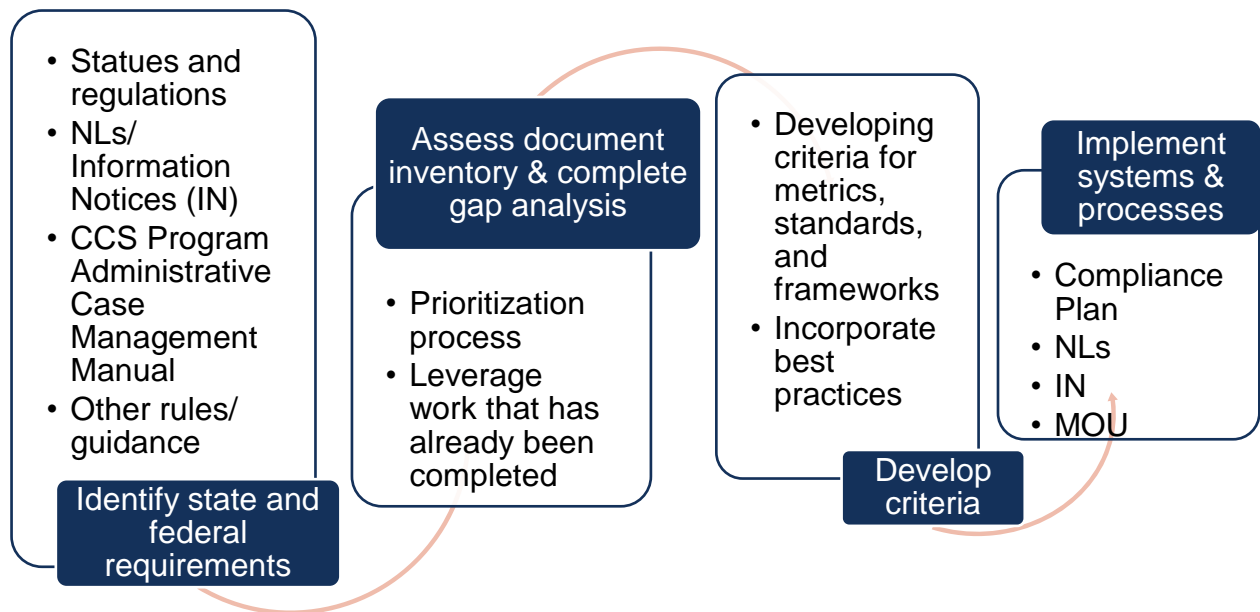 • Statues and
regulations
• NLs/
Information
Notices (IN)
• CCS Program
Administrative
Case
Management
Manual
• Other rules/
guidance
Identify state and
federal
requirements
Assess document
inventory & complete
gap analysis
• Prioritization
process
• Leverage
work that has
already been
completed
• Developing
criteria for
metrics,
standards,
and
frameworks
• Incorporate
best
practices
Develop
criteria
Implement
systems &
processes
• Compliance
Plan
• NLs
• IN
• MOU